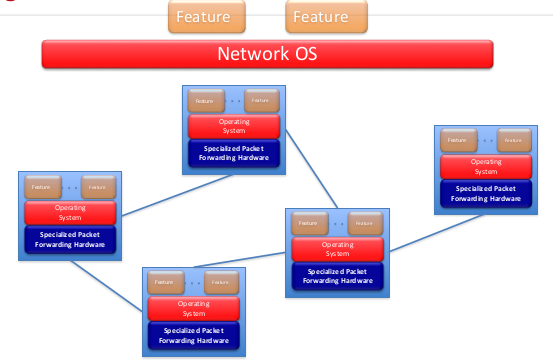 Feature Feature
Network OS
Feature . . . Feature
Operating
System
Specialized Packet
Forwarding Hardware
Feature . . . Feature
Operating
System
Specialized Packet
Forwarding Hardware
Feature . . . Feature
Operating
System
Specialized Packet
Forwarding Hardware
Feature . . Feature
Operating
System
Specialized Packet
Forwarding Hardware
Feature . . . Feature
Operating
System
Specialized Packet
Forwarding Hardware